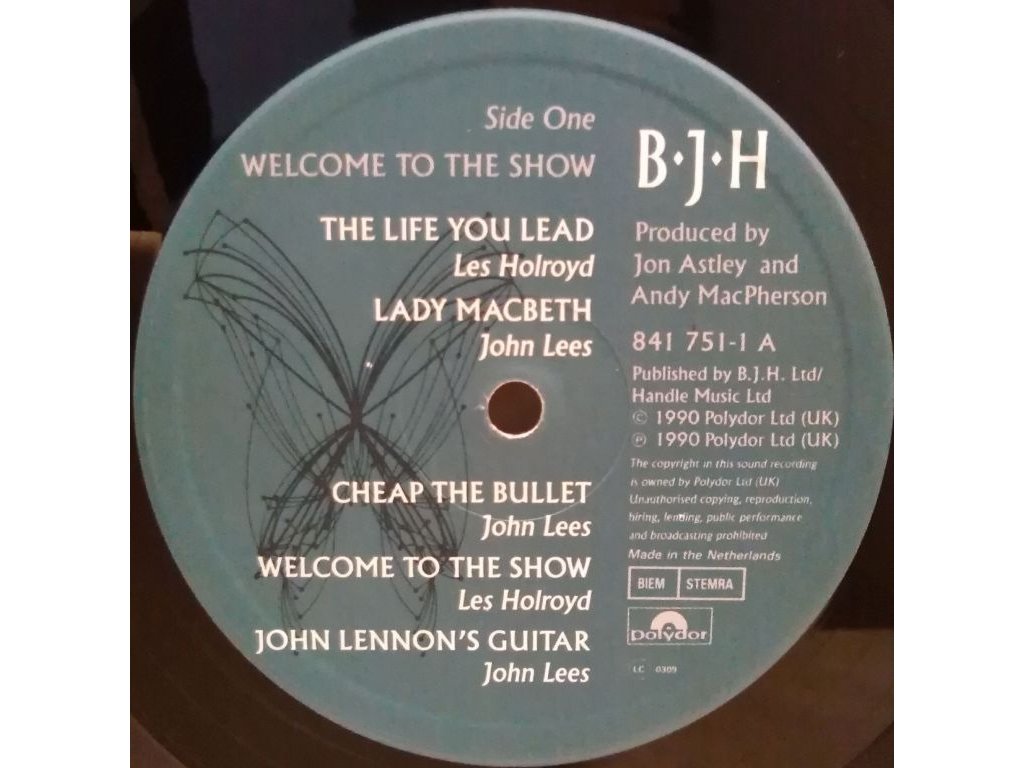 Side One
WELCOME TO THE SHOW
THE LIFE YOU LEAD
Les Holroyd
LADY MACBETH
John Lees
CHEAP THE BULLET
John Lees
WELCOME TO THE SHOW
Les Holroyd
JOHN LENNON'S GUITAR
John Lees
B·J·H
Produced by
Jon Astley and
Andy MacPherson
841 751-1 A
Published by B.J.H. Ltd/
Handle Music Ltd
© 1990 Polydor Ltd (UK)
℗ 1990 Polydor Ltd (UK)
The copyright in this sound recording
is owned by Polydor Ltd (UK)
Unauthorised copying, reproduction,
hiring, lending, public performance
and broadcasting prohibited
Made in the Netherlands
BIEM STEMRA
polydor
LC 0309